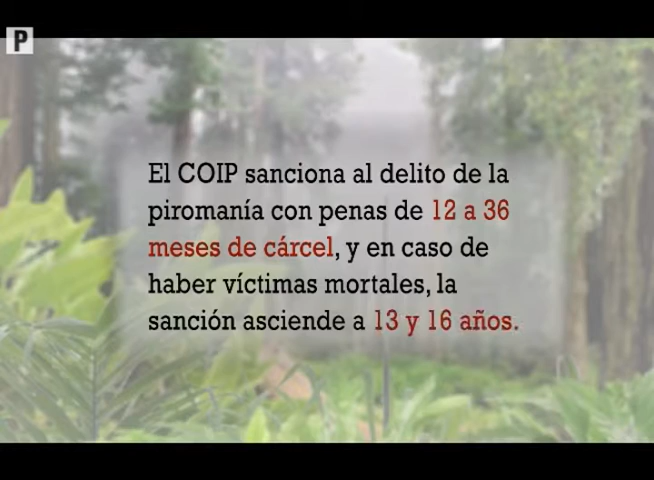 P
El COIP sanciona al delito de la
piromanía con penas de 12 a 36
meses de cárcel, y en caso de
haber víctimas mortales, la
sanción asciende a 13 y 16 años.